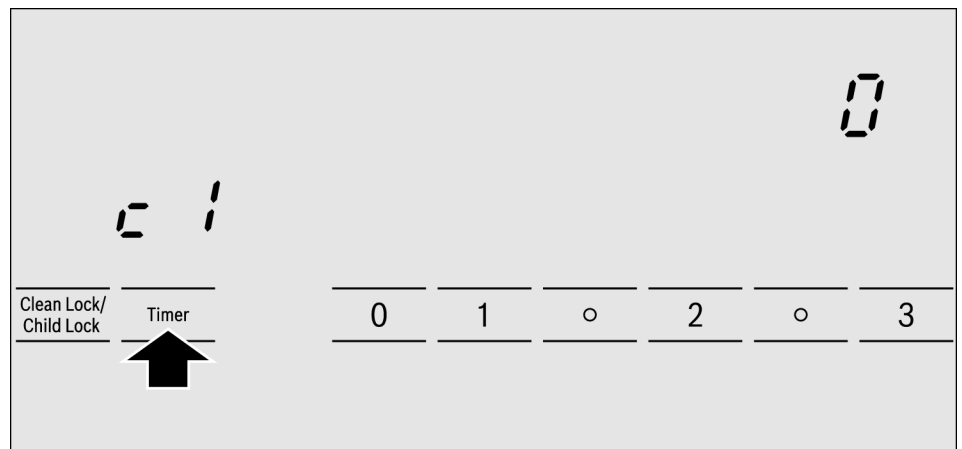 0
c 1
Clean Lock/
Child Lock
Timer
0 1 ○ 2 ○ 3